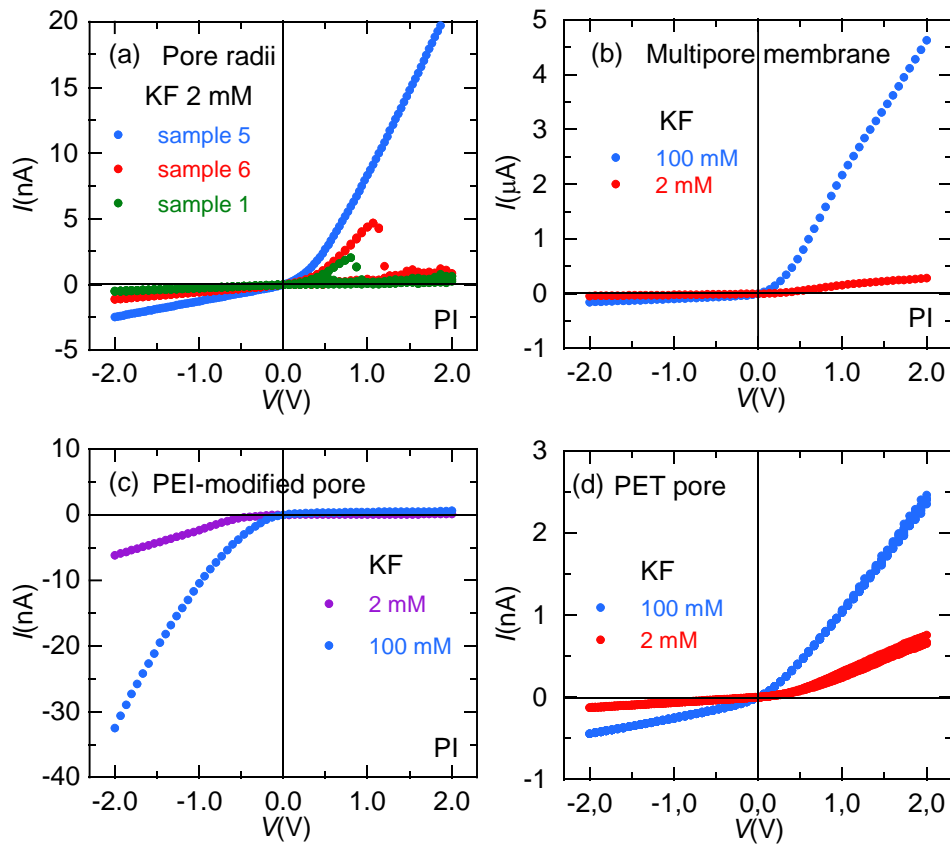 (a) Pore radii
KF 2 mM
sample 5
sample 6
sample 1
PI
20
15
10
5
0
-5
I(nA)
-2.0 -1.0 0.0 1.0 2.0
V(V)
(b) Multipore membrane
KF
100 mM
2 mM
PI
5
4
3
2
1
0
-1
I(μA)
-2.0 -1.0 0.0 1.0 2.0
V(V)
(c) PEI-modified pore
KF
2 mM
100 mM
PI
10
0
-10
-20
-30
-40
I(nA)
-2.0 -1.0 0.0 1.0 2.0
V(V)
(d) PET pore
KF
100 mM
2 mM
3
2
1
0
-1
I(nA)
-2,0 -1,0 0,0 1,0 2,0
V(V)